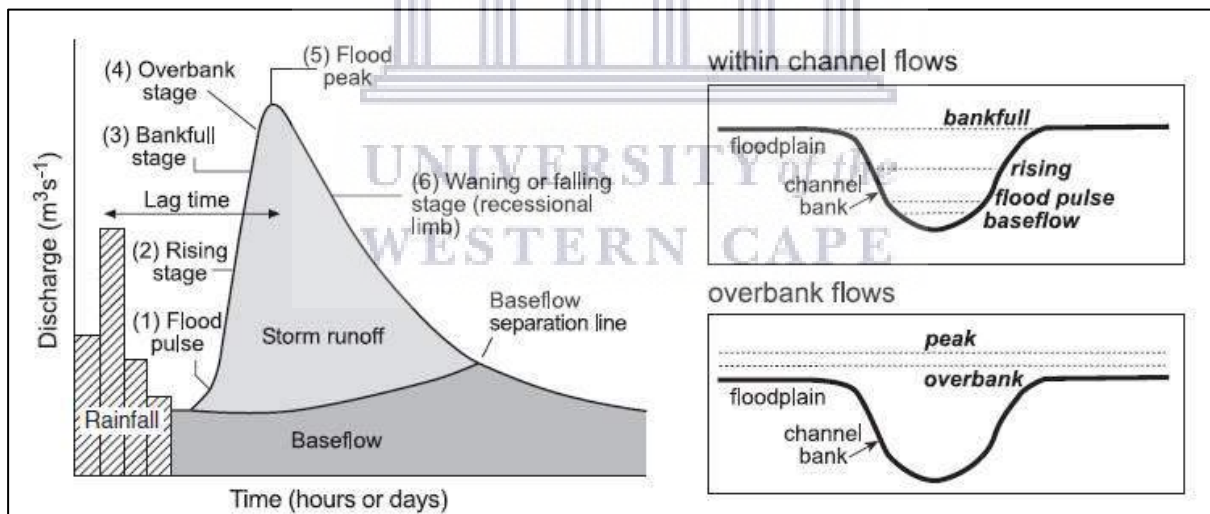 (5) Flood
peak
(4) Overbank
stage
(3) Bankfull
stage
Lag time
(6) Waning or falling
stage (recessional
limb)
(2) Rising
stage
(1) Flood
pulse
Storm runoff
Baseflow
separation line
Rainfall
Baseflow
Discharge (m³s⁻¹)
Time (hours or days)
within channel flows
bankfull
floodplain
rising
channel
bank
flood pulse
baseflow
overbank flows
peak
overbank
floodplain
channel
bank
UNIVERSITY of the
WESTERN CAPE